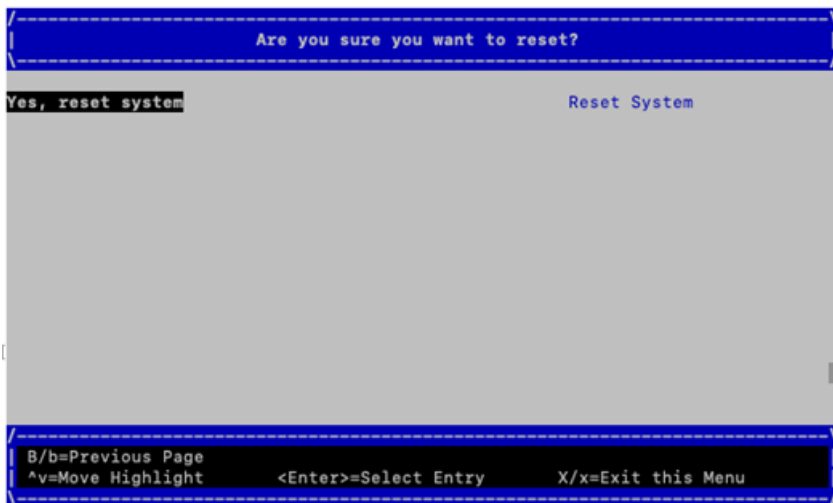 /------------------------------------------------------------------------------\
| Are you sure you want to reset? |
\------------------------------------------------------------------------------/
Yes, reset system Reset System
/------------------------------------------------------------------------------\
| B/b=Previous Page
| ^v=Move Highlight <Enter>=Select Entry X/x=Exit this Menu |
\------------------------------------------------------------------------------/